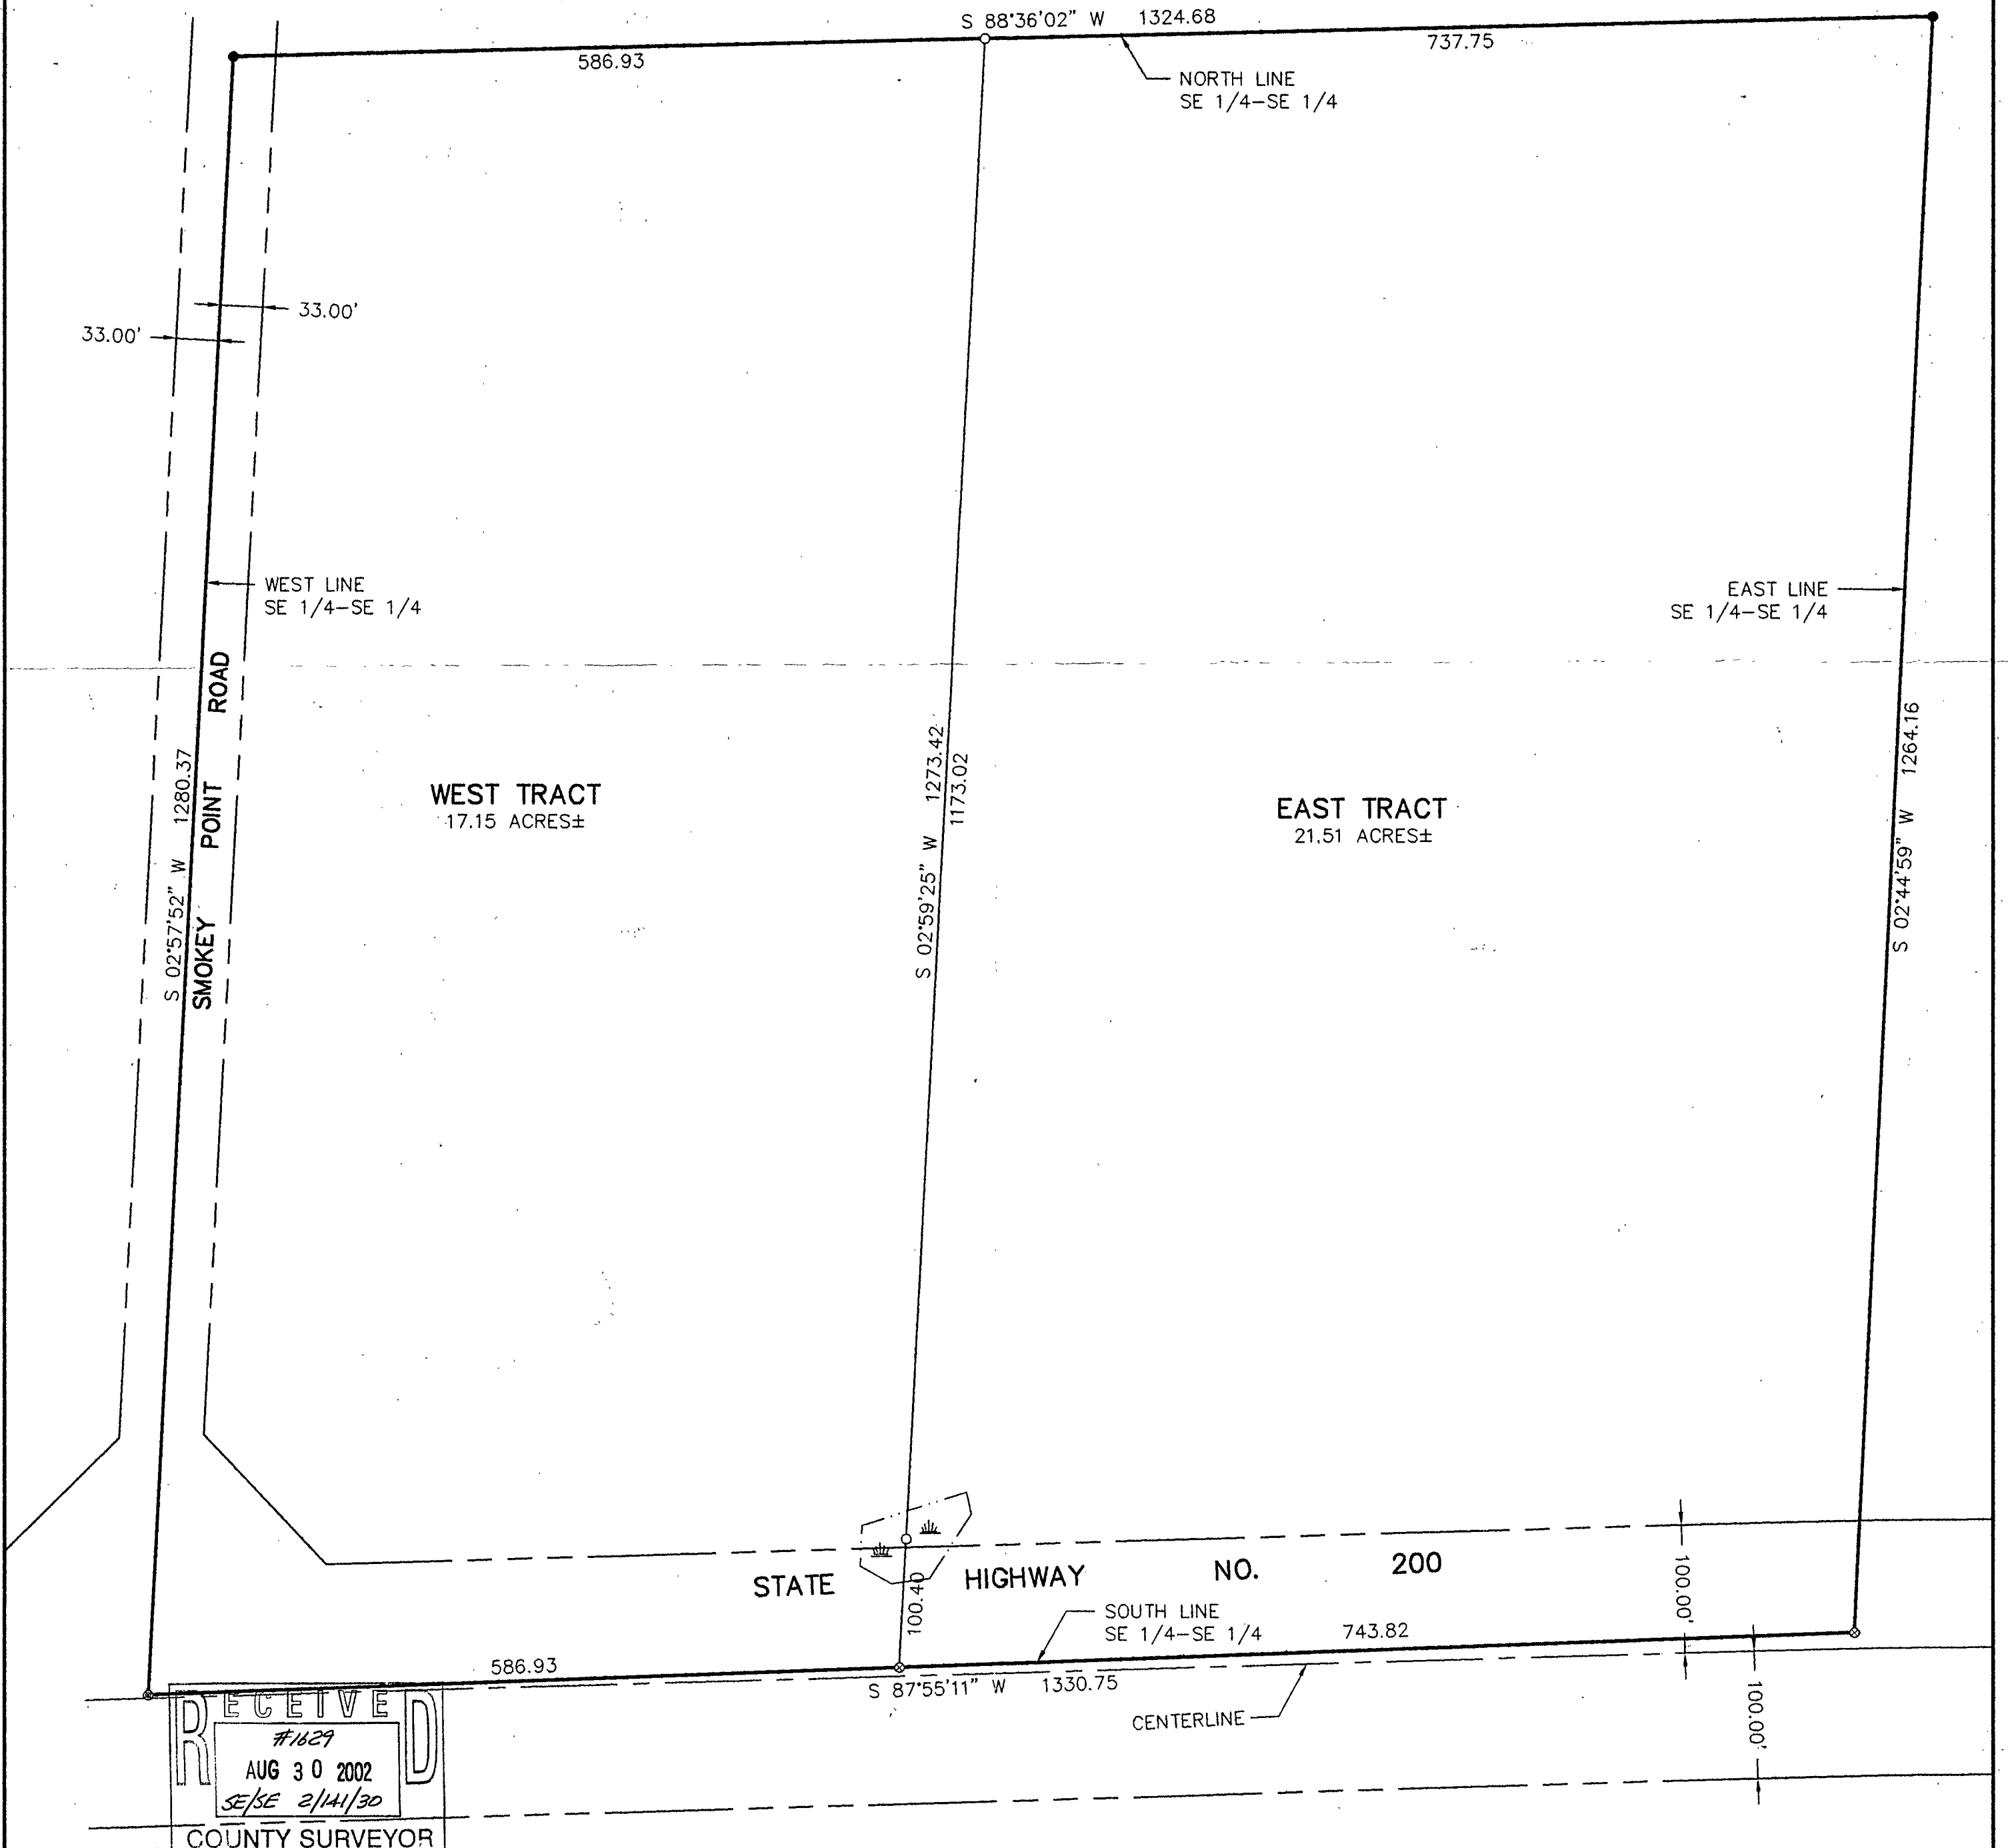 S 88°36'02" W 1324.68
586.93
737.75
NORTH LINE
SE 1/4-SE 1/4
33.00'
33.00'
WEST LINE
SE 1/4-SE 1/4
EAST LINE
SE 1/4-SE 1/4
S 02°57'52" W 1280.37
SMOKEY POINT ROAD
WEST TRACT
17.15 ACRES±
S 02°59'25" W 1273.42
1173.02
EAST TRACT
21.51 ACRES±
S 02°44'59" W 1264.16
STATE HIGHWAY NO. 200
100.40
100.00'
SOUTH LINE
SE 1/4-SE 1/4
743.82
586.93
S 87°55'11" W 1330.75
CENTERLINE
100.00'
RECEIVED
#1629
AUG 30 2002
SE/SE 2/141/30
COUNTY SURVEYOR